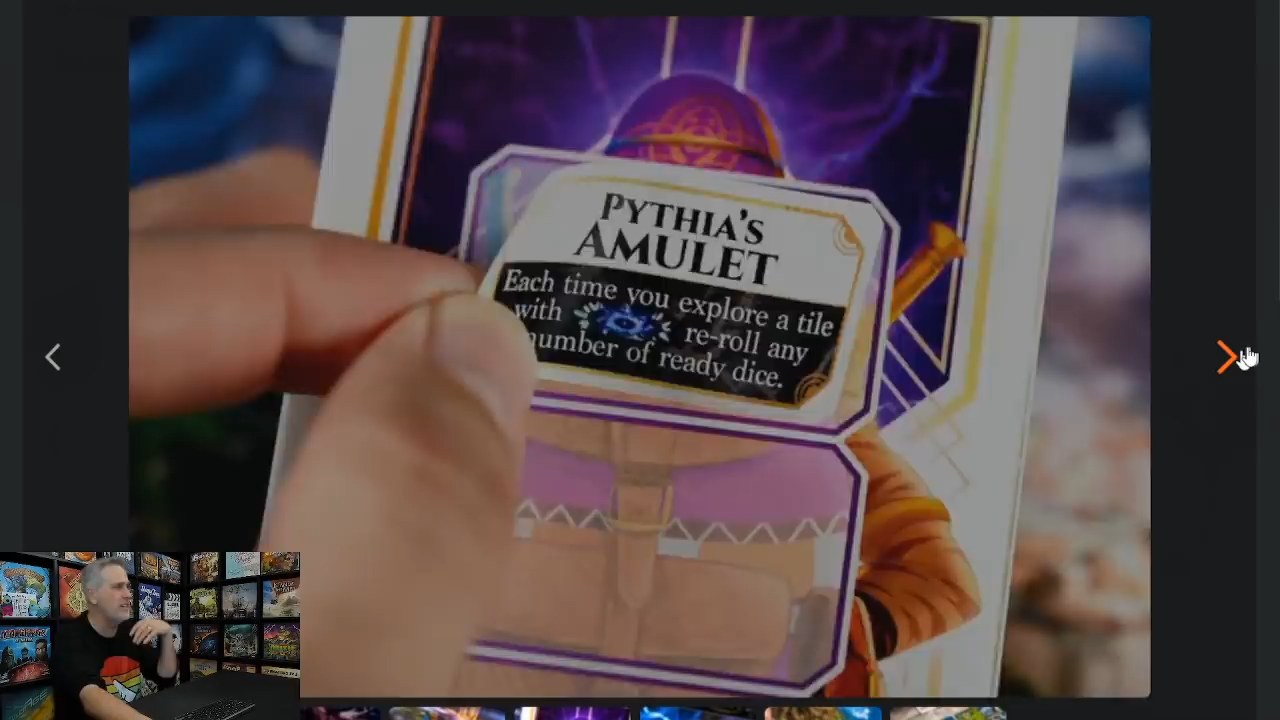 PYTHIA'S
AMULET
Each time you explore a tile
with re-roll any
number of ready dice.